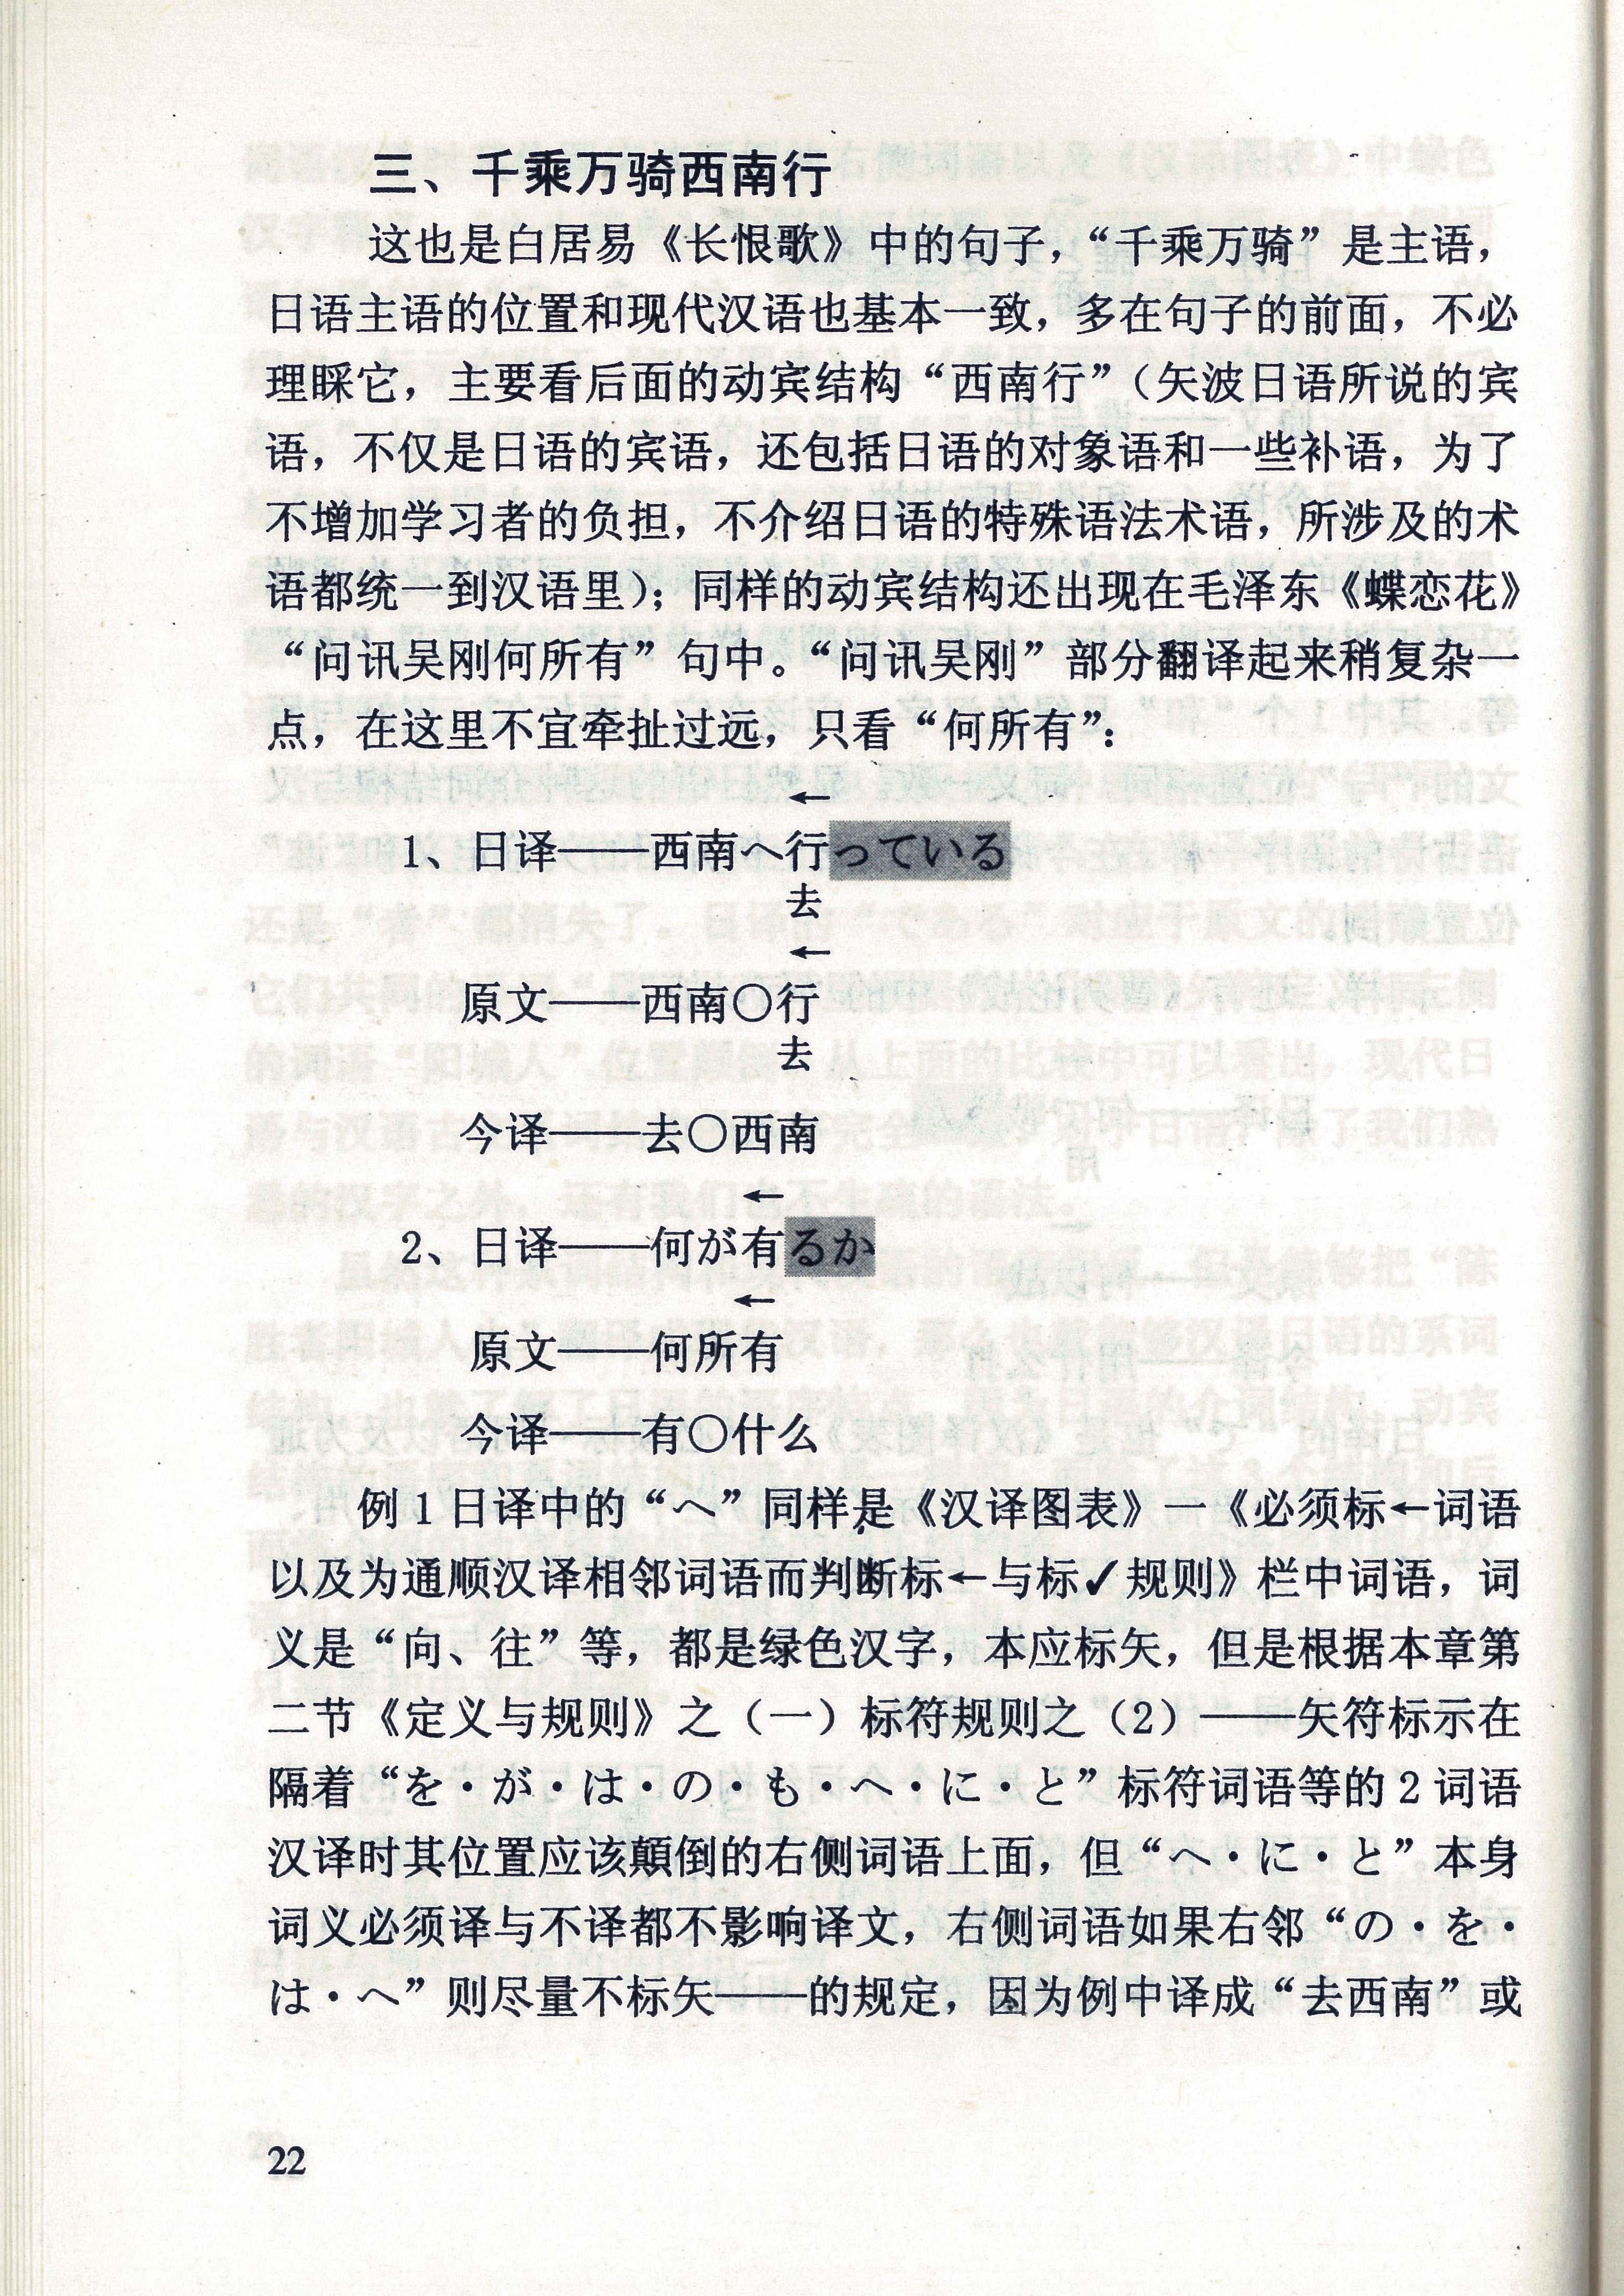 三、千乘万骑西南行
这也是白居易《长恨歌》中的句子，“千乘万骑”是主语，
日语主语的位置和现代汉语也基本一致，多在句子的前面，不必
理睬它，主要看后面的动宾结构“西南行”（矢波日语所说的宾
语，不仅是日语的宾语，还包括日语的对象语和一些补语，为了
不增加学习者的负担，不介绍日语的特殊语法术语，所涉及的术
语都统一到汉语里）；同样的动宾结构还出现在毛泽东《蝶恋花》
“问讯吴刚何所有”句中。“问讯吴刚”部分翻译起来稍复杂一
点，在这里不宜牵扯过远，只看“何所有”：
←
1、日译——西南へ行っている
去
←
原文——西南○行
去
今译——去○西南
←
2、日译——何が有るか
←
原文——何所有
今译——有○什么
例1日译中的“へ”同样是《汉译图表》一《必须标←词语
以及为通顺汉译相邻词语而判断标←与标✓规则》栏中词语，词
义是“向、往”等，都是绿色汉字，本应标矢，但是根据本章第
二节《定义与规则》之（一）标符规则之（2）——矢符标示在
隔着“を・が・は・の・も・へ・に・と”标符词语等的2词语
汉译时其位置应该颠倒的右侧词语上面，但“へ・に・と”本身
词义必须译与不译都不影响译文，右侧词语如果右邻“の・を・
は・へ”则尽量不标矢——的规定，因为例中译成“去西南”或
22